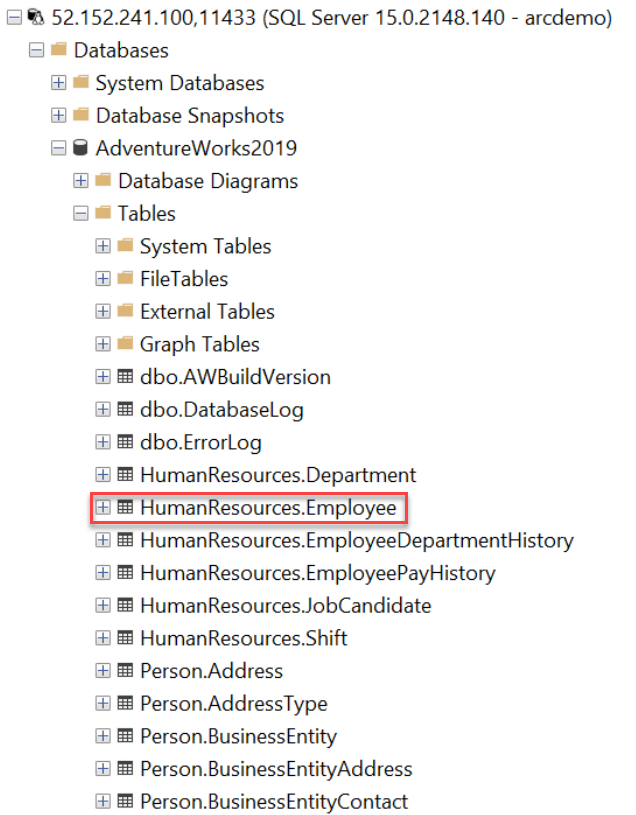 52.152.241.100,11433 (SQL Server 15.0.2148.140 - arcdemo)
Databases
System Databases
Database Snapshots
AdventureWorks2019
Database Diagrams
Tables
System Tables
FileTables
External Tables
Graph Tables
dbo.AWBuildVersion
dbo.DatabaseLog
dbo.ErrorLog
HumanResources.Department
HumanResources.Employee
HumanResources.EmployeeDepartmentHistory
HumanResources.EmployeePayHistory
HumanResources.JobCandidate
HumanResources.Shift
Person.Address
Person.AddressType
Person.BusinessEntity
Person.BusinessEntityAddress
Person.BusinessEntityContact